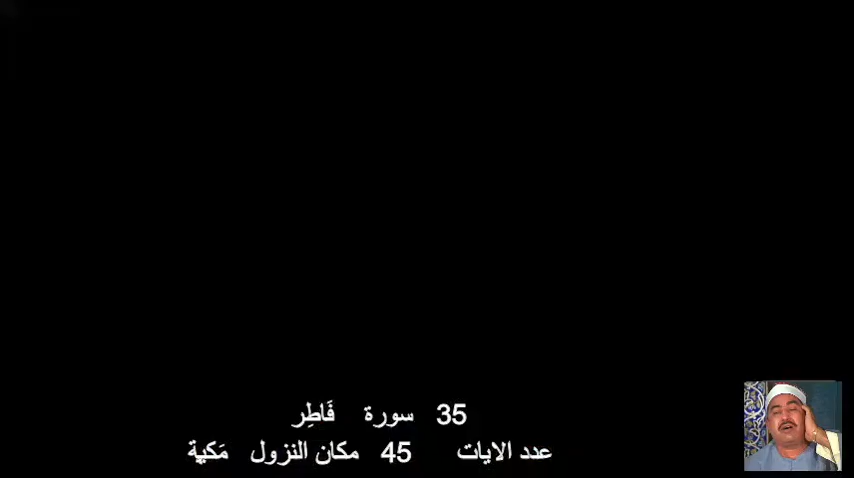 35 سورة فَاطِر
عدد الايات 45 مكان النزول مَكية